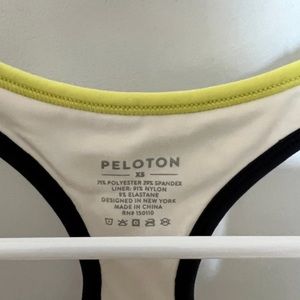 PELOTON
XS
71% POLYESTER 29% SPANDEX
LINER: 91% NYLON
9% ELASTANE
DESIGNED IN NEW YORK
MADE IN CHINA
RN# 150110